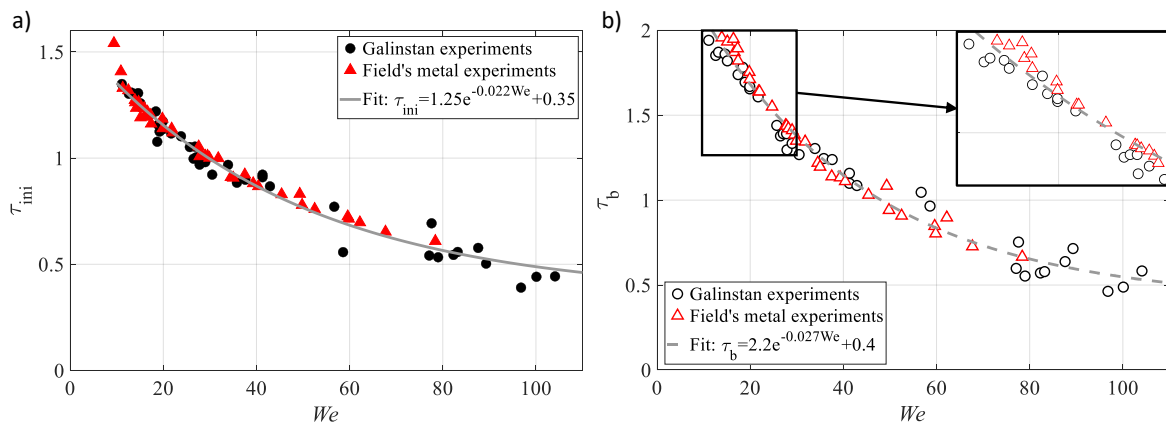 a)
τini
1.5
1
0.5
0
0 20 40 60 80 100
We
Galinstan experiments
Field's metal experiments
Fit: τini=1.25e-0.022We+0.35
b)
τb
2
1.5
1
0.5
0
0 20 40 60 80 100
We
Galinstan experiments
Field's metal experiments
Fit: τb=2.2e-0.027We+0.4